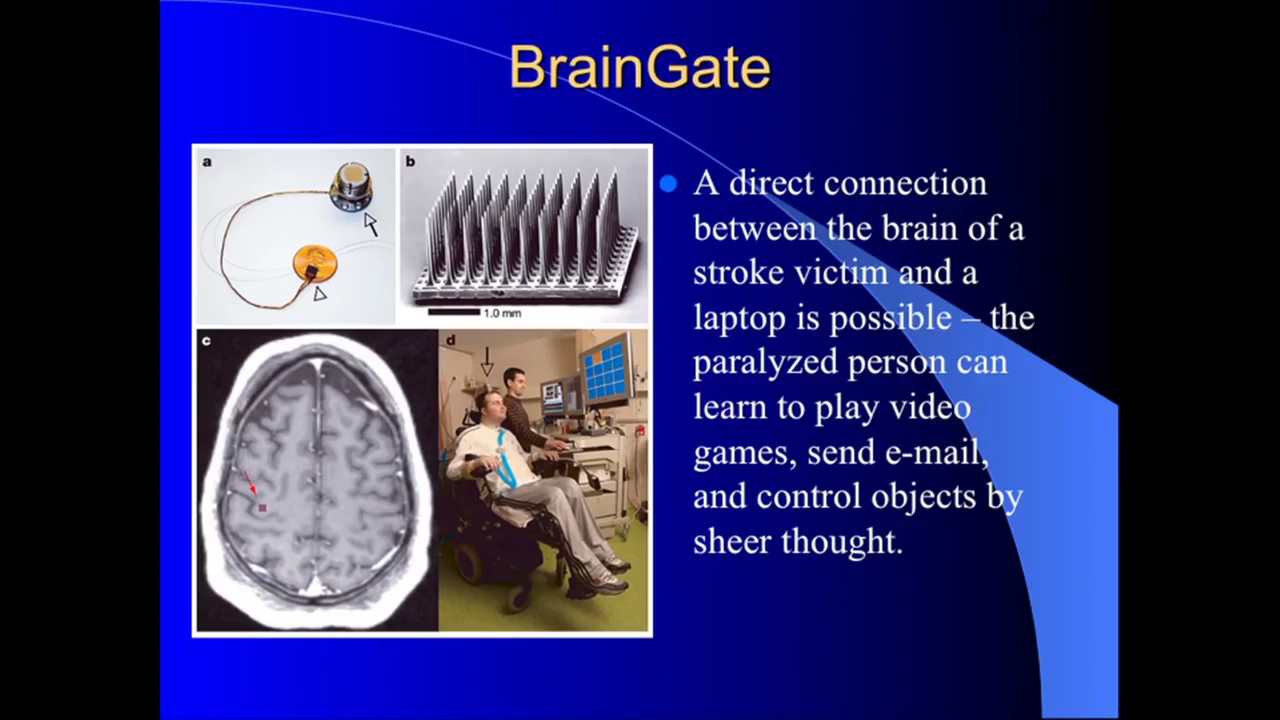 BrainGate
a
b
1.0 mm
c
d
A direct connection
between the brain of a
stroke victim and a
laptop is possible – the
paralyzed person can
learn to play video
games, send e-mail,
and control objects by
sheer thought.